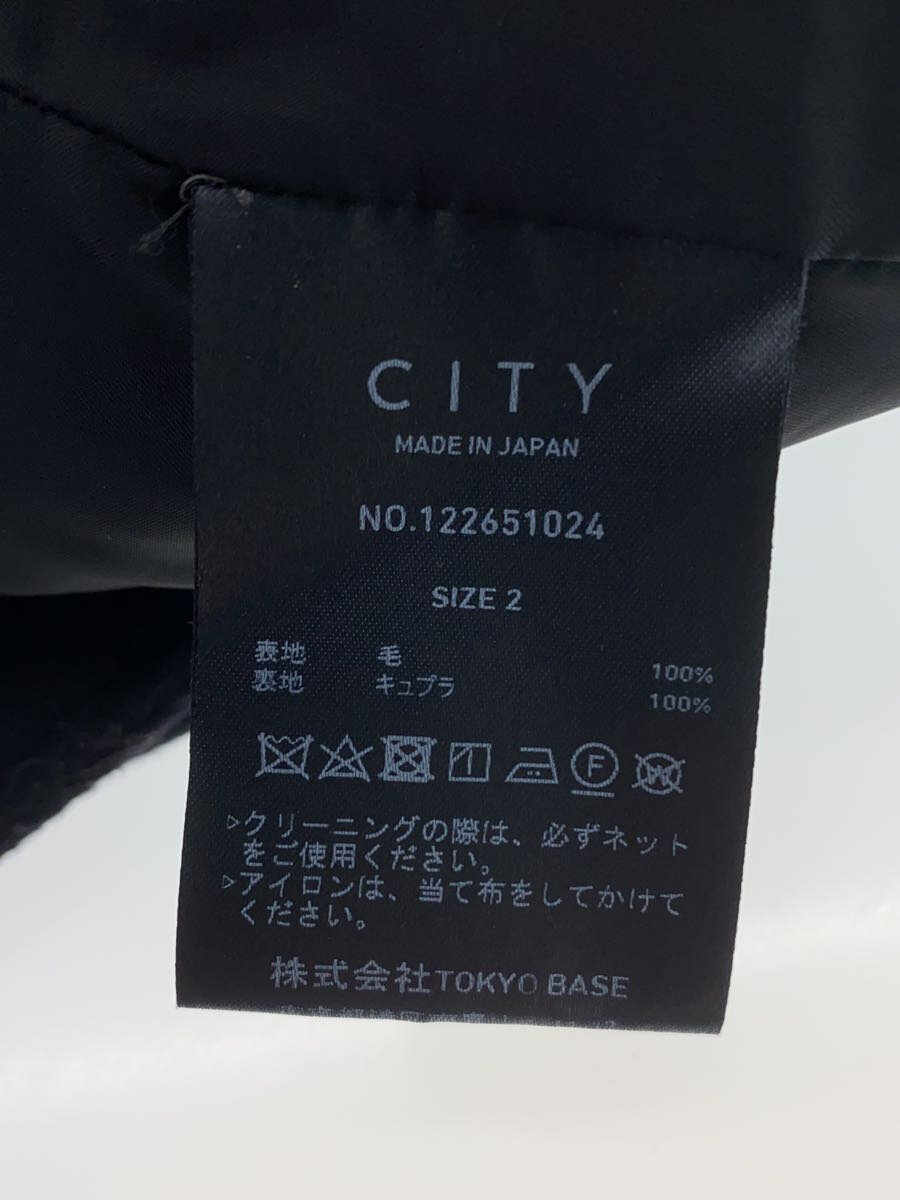 CITY
MADE IN JAPAN
NO.122651024
SIZE 2
表地 毛 100%
裏地 キュプラ 100%
F W
▷クリーニングの際は、必ずネット
をご使用ください。
▷アイロンは、当て布をしてかけて
ください。
株式会社TOKYO BASE